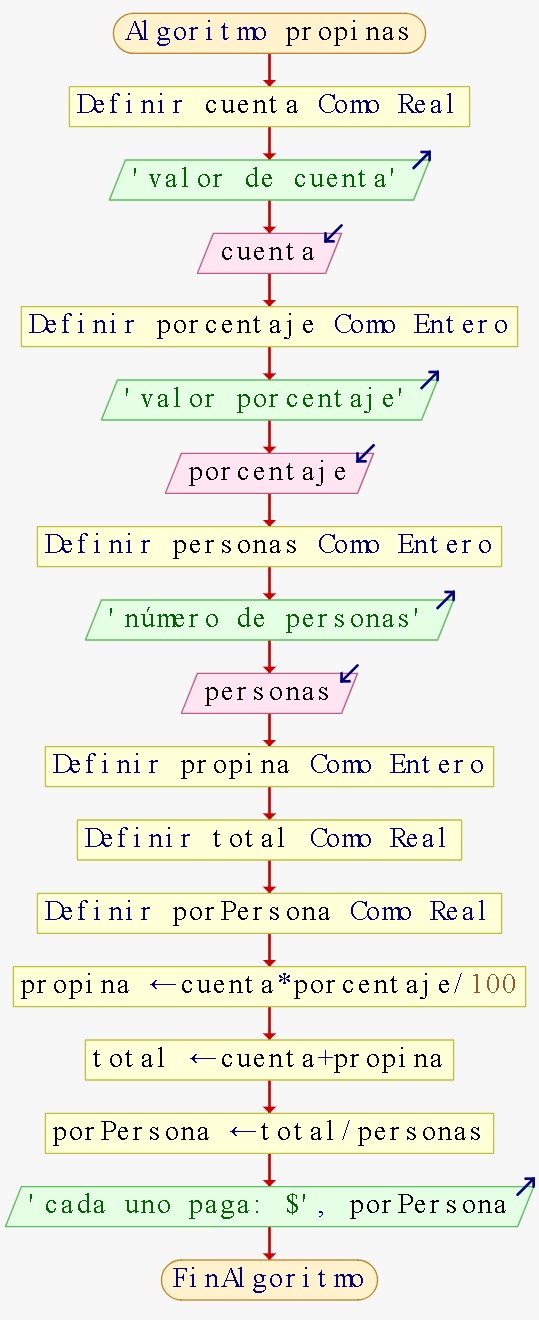 Algoritmo propinas
Definir cuenta Como Real
'valor de cuenta'
cuenta
Definir porcentaje Como Entero
'valor porcentaje'
porcentaje
Definir personas Como Entero
'número de personas'
personas
Definir propina Como Entero
Definir total Como Real
Definir porPersona Como Real
propina ←cuenta*porcentaje/100
total ←cuenta+propina
porPersona ←total/personas
'cada uno paga: $', porPersona
FinAlgoritmo